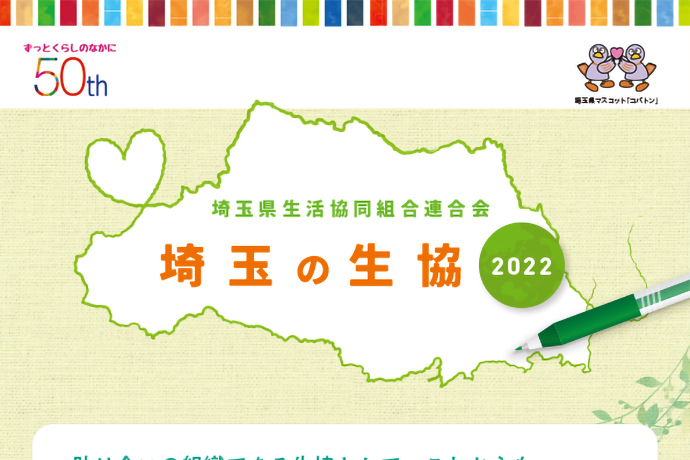 ずっとくらしのなかに
50th
埼玉県マスコット「コバトン」
埼玉県生活協同組合連合会
埼玉の生協
2022